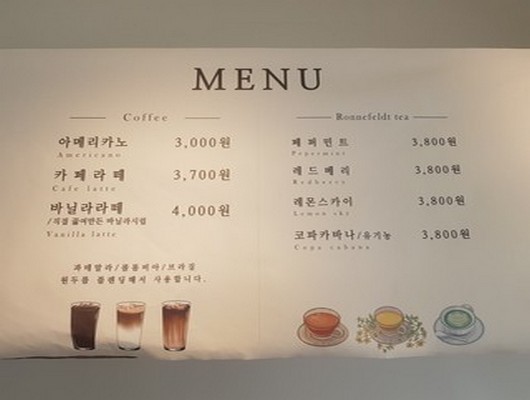 MENU
Coffee
아메리카노 3,000원
Americano
카페라떼 3,700원
Cafe latte
바닐라라떼 4,000원
/직접 끓여만든 바닐라시럽
Vanilla latte
과테말라/콜롬비아/브라질
원두를 블렌딩해서 사용합니다.
Ronnefeldt tea
페퍼민트 3,800원
Pepermint
레드베리 3,800원
Redberry
레몬스카이 3,800원
Lemon sky
코파카바나/유기농 3,800원
Copa cabana